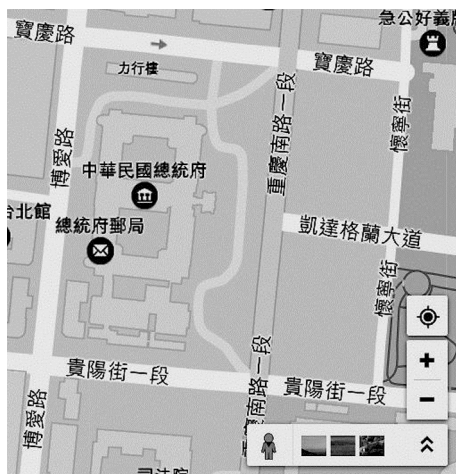 急公好義
寶慶路
寶慶路
力行樓
重慶南路一段
懷寧街
博愛路
中華民國總統府
台北館
總統府郵局
凱達格蘭大道
懷寧街
貴陽街一段
貴陽街一段
重慶南路一段
博愛路
司法院